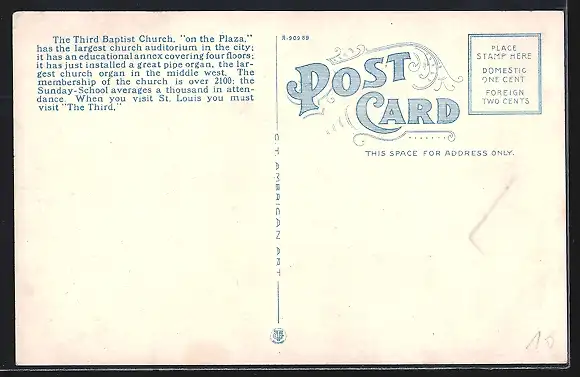 The Third Baptist Church, "on the Plaza,"
has the largest church auditorium in the city;
it has an educational annex covering four floors;
it has just installed a great pipe organ, the lar-
gest church organ in the middle west. The
membership of the church is over 2100; the
Sunday-School averages a thousand in atten-
dance. When you visit St. Louis you must
visit "The Third."
R-90989
POST
CARD
PLACE
STAMP HERE
DOMESTIC
ONE CENT
FOREIGN
TWO CENTS
THIS SPACE FOR ADDRESS ONLY.
C T AMERICAN ART
10